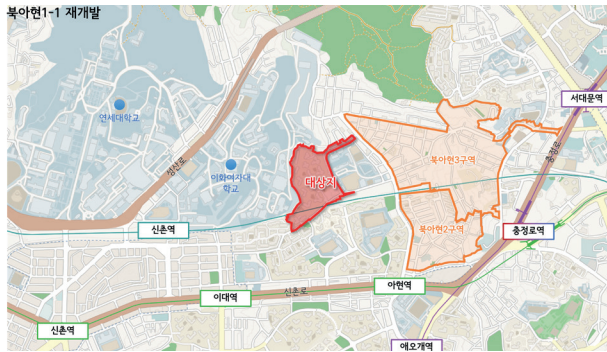 북아현1-1 재개발
서대문역
연세대학교
충정로
성산로
북아현3구역
이화여자대
학교
대상지
신촌역
북아현2구역
충정로역
아현역
이대역
신촌로
신촌역
애오개역